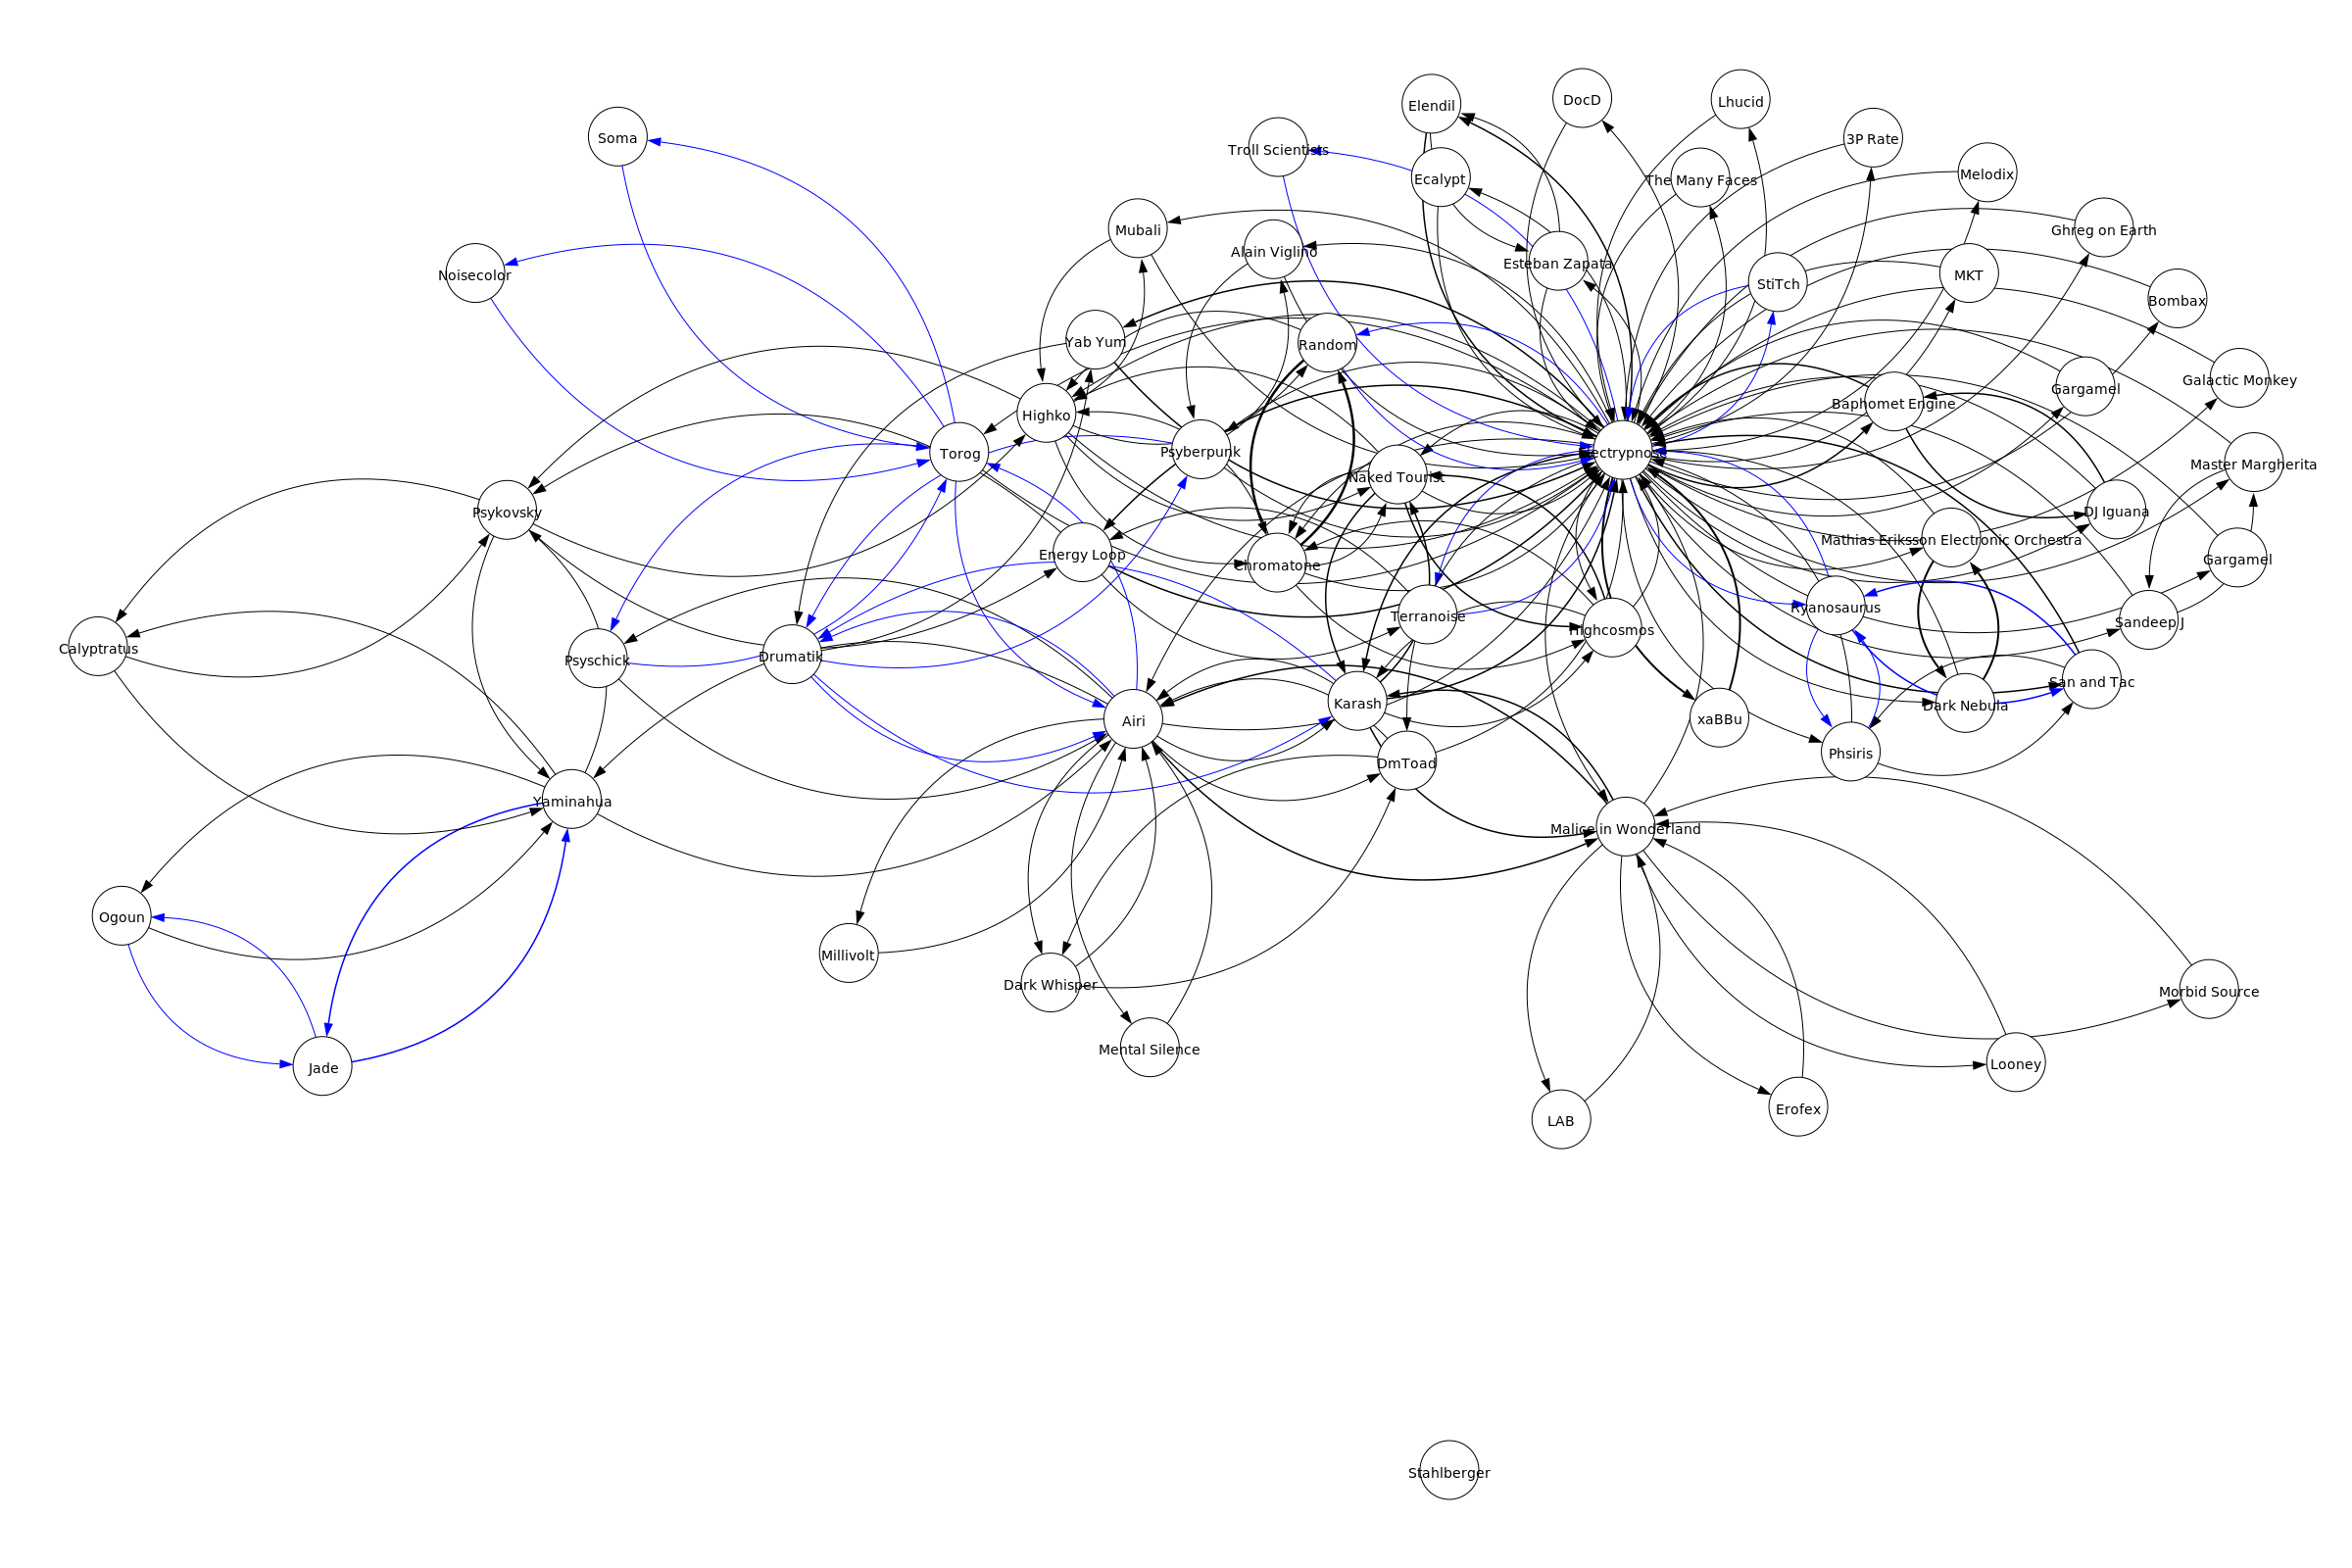 Elendil
DocD
Lhucid
Soma
3P Rate
Troll Scientists
Ecalypt
The Many Faces
Melodix
Mubali
Alain Viglino
Ghreg on Earth
Noisecolor
Esteban Zapata
StiTch
MKT
Bombax
Yab Yum
Random
Galactic Monkey
Highko
Baphomet Engine
Gargamel
Torog
Psyberpunk
Electrypnose
Master Margherita
Psykovsky
Naked Tourist
DJ Iguana
Energy Loop
Chromatone
Mathias Eriksson Electronic Orchestra
Gargamel
Calyptratus
Psyschick
Drumatik
Terranoise
Highcosmos
Ryanosaurus
Sandeep J
Airi
Karash
xaBBu
Dark Nebula
San and Tac
Yaminahua
DmToad
Phsiris
Malice in Wonderland
Ogoun
Millivolt
Dark Whisper
Morbid Source
Jade
Mental Silence
Looney
LAB
Erofex
Stahlberger